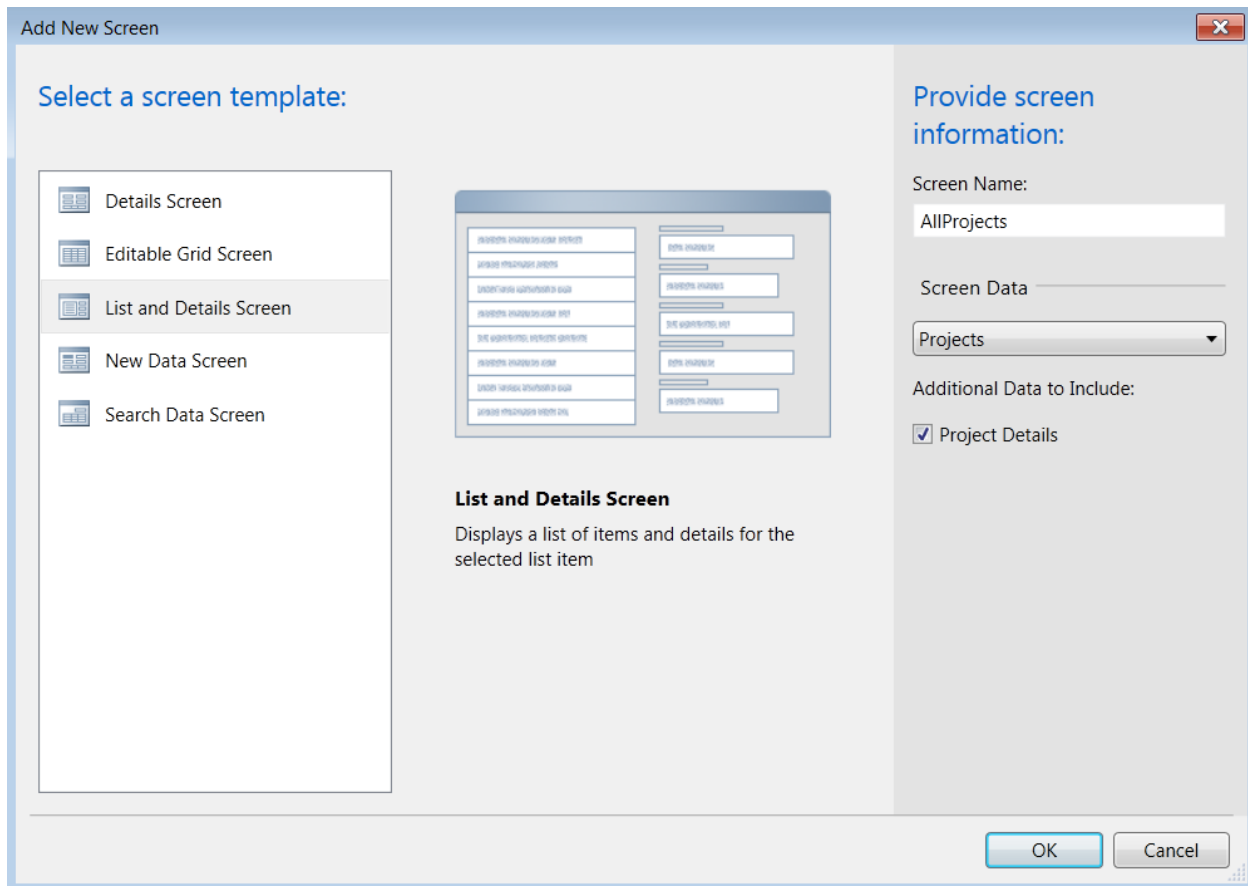 Add New Screen
Select a screen template:
Details Screen
Editable Grid Screen
List and Details Screen
New Data Screen
Search Data Screen
List and Details Screen
Displays a list of items and details for the
selected list item
Provide screen
information:
Screen Name:
AllProjects
Screen Data
Projects
Additional Data to Include:
Project Details
OK
Cancel